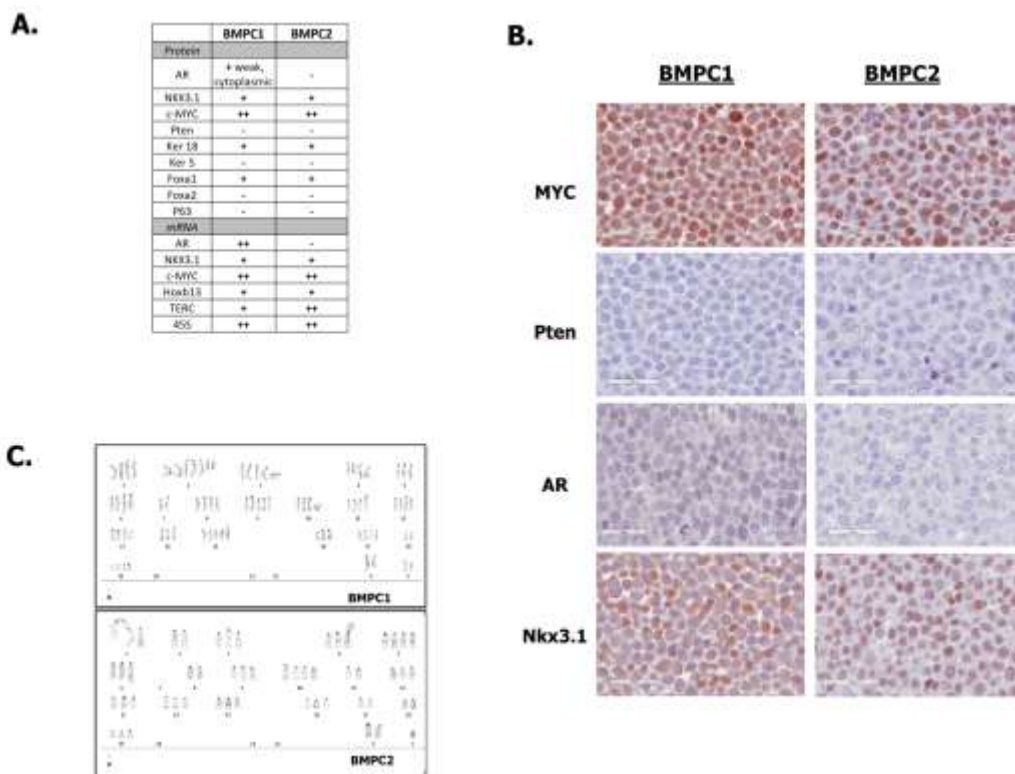 A.
BMPC1 BMPC2
Protein
AR + weak, cytoplasmic -
NKX3.1 + +
c-MYC ++ ++
Pten - -
Ker 18 + +
Ker 5 - -
Foxa1 + +
Foxa2 - -
P63 - -
mRNA
AR ++ -
NKX3.1 + +
c-MYC ++ ++
Hoxb13 + +
TERC + ++
45S ++ ++
B.
BMPC1 BMPC2
MYC
Pten
AR
Nkx3.1
C.
BMPC1
BMPC2